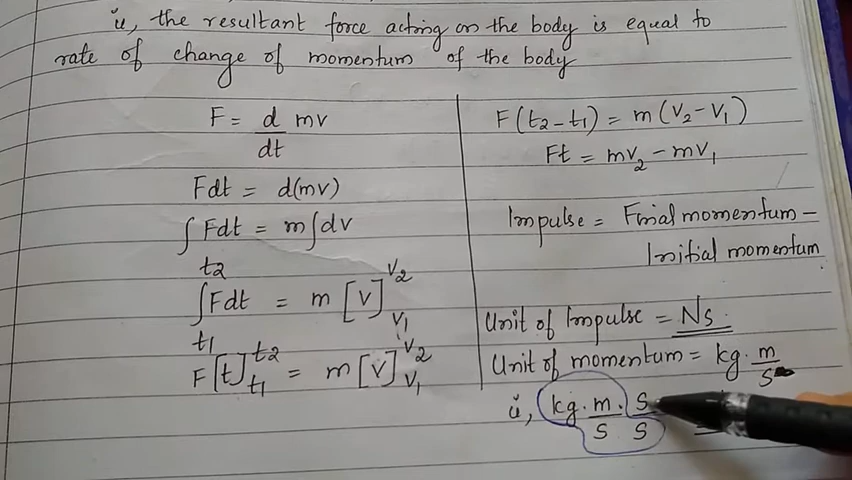 ie, the resultant force acting on the body is equal to
rate of change of momentum of the body
F = d/dt mv
Fdt = d(mv)
∫Fdt = m∫dv
∫_{t1}^{t2} Fdt = m [v]_{v1}^{v2}
F[t]_{t1}^{t2} = m[v]_{v1}^{v2}
F(t2-t1) = m(v2-v1)
Ft = mv2 - mv1
Impulse = Final momentum -
Initial momentum
Unit of Impulse = Ns.
Unit of momentum = kg. m/s
ie, kg. m/s . s/s